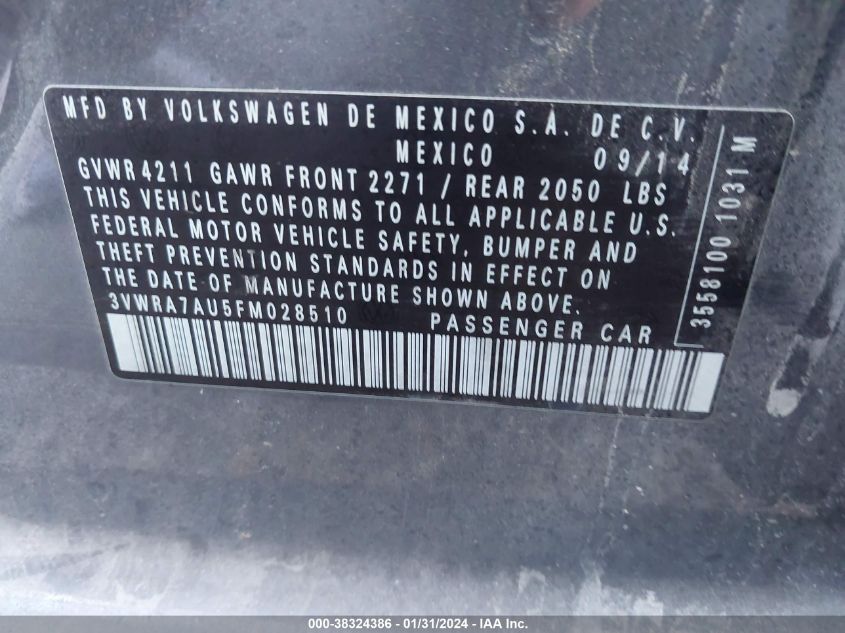 MFD BY VOLKSWAGEN DE MEXICO S.A. DE C.V.
MEXICO 09/14
GVWR 4211 GAWR FRONT 2271 / REAR 2050 LBS
THIS VEHICLE CONFORMS TO ALL APPLICABLE U.S.
FEDERAL MOTOR VEHICLE SAFETY, BUMPER AND
THEFT PREVENTION STANDARDS IN EFFECT ON
THE DATE OF MANUFACTURE SHOWN ABOVE.
3VWRA7AU5FM028510 PASSENGER CAR
3558100 1031 M
000-38324386 - 01/31/2024 - IAA Inc.